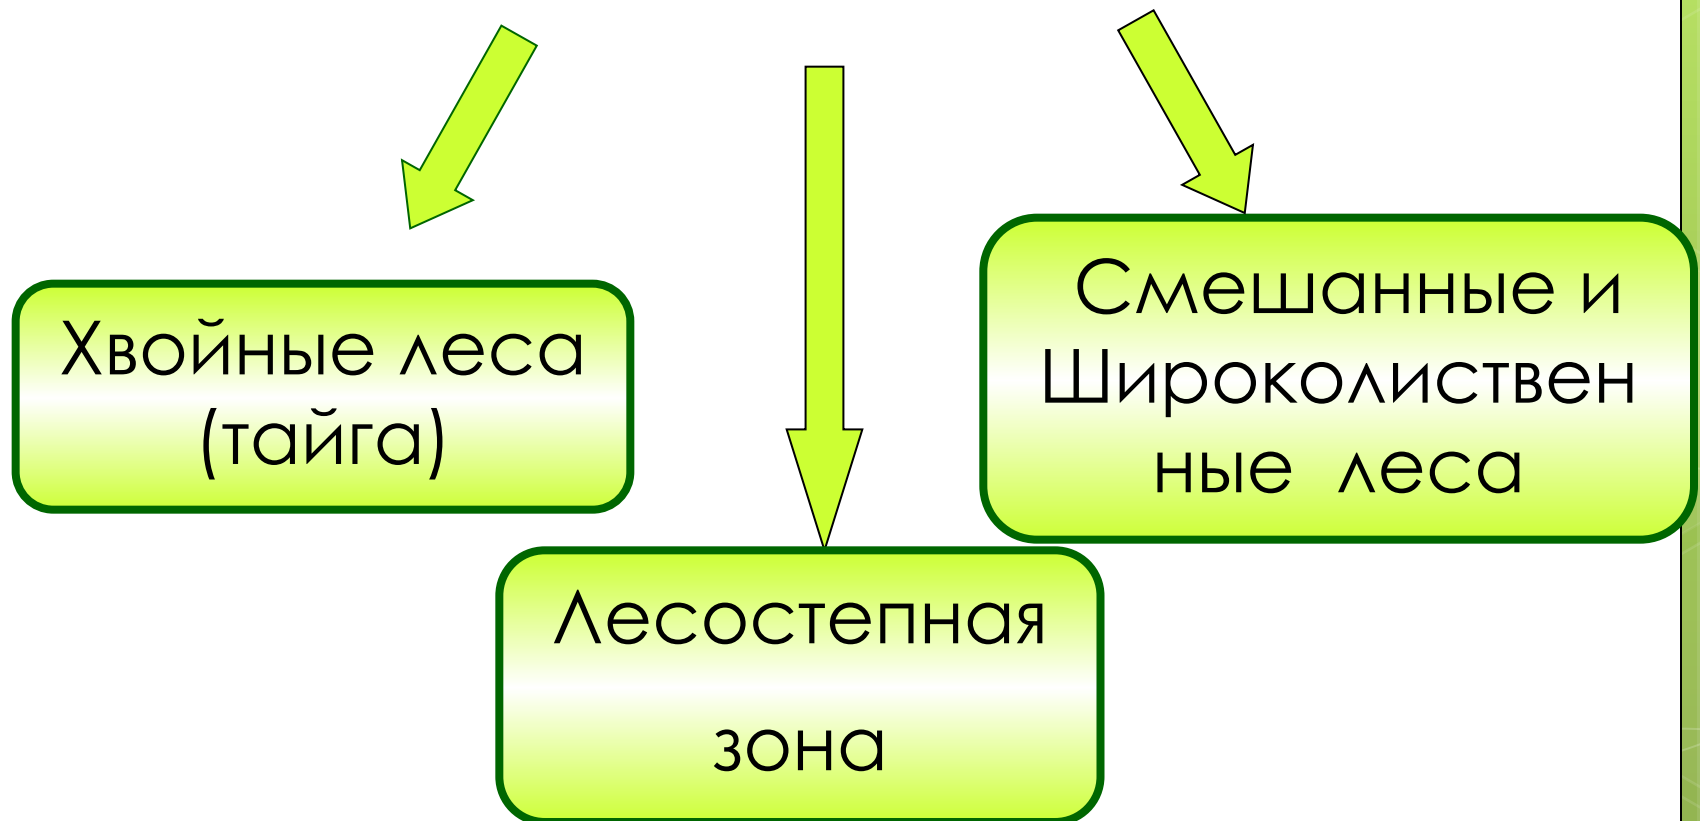 Хвойные леса
(тайга)
Смешанные и
Широколиствен
ные леса
Лесостепная
зона